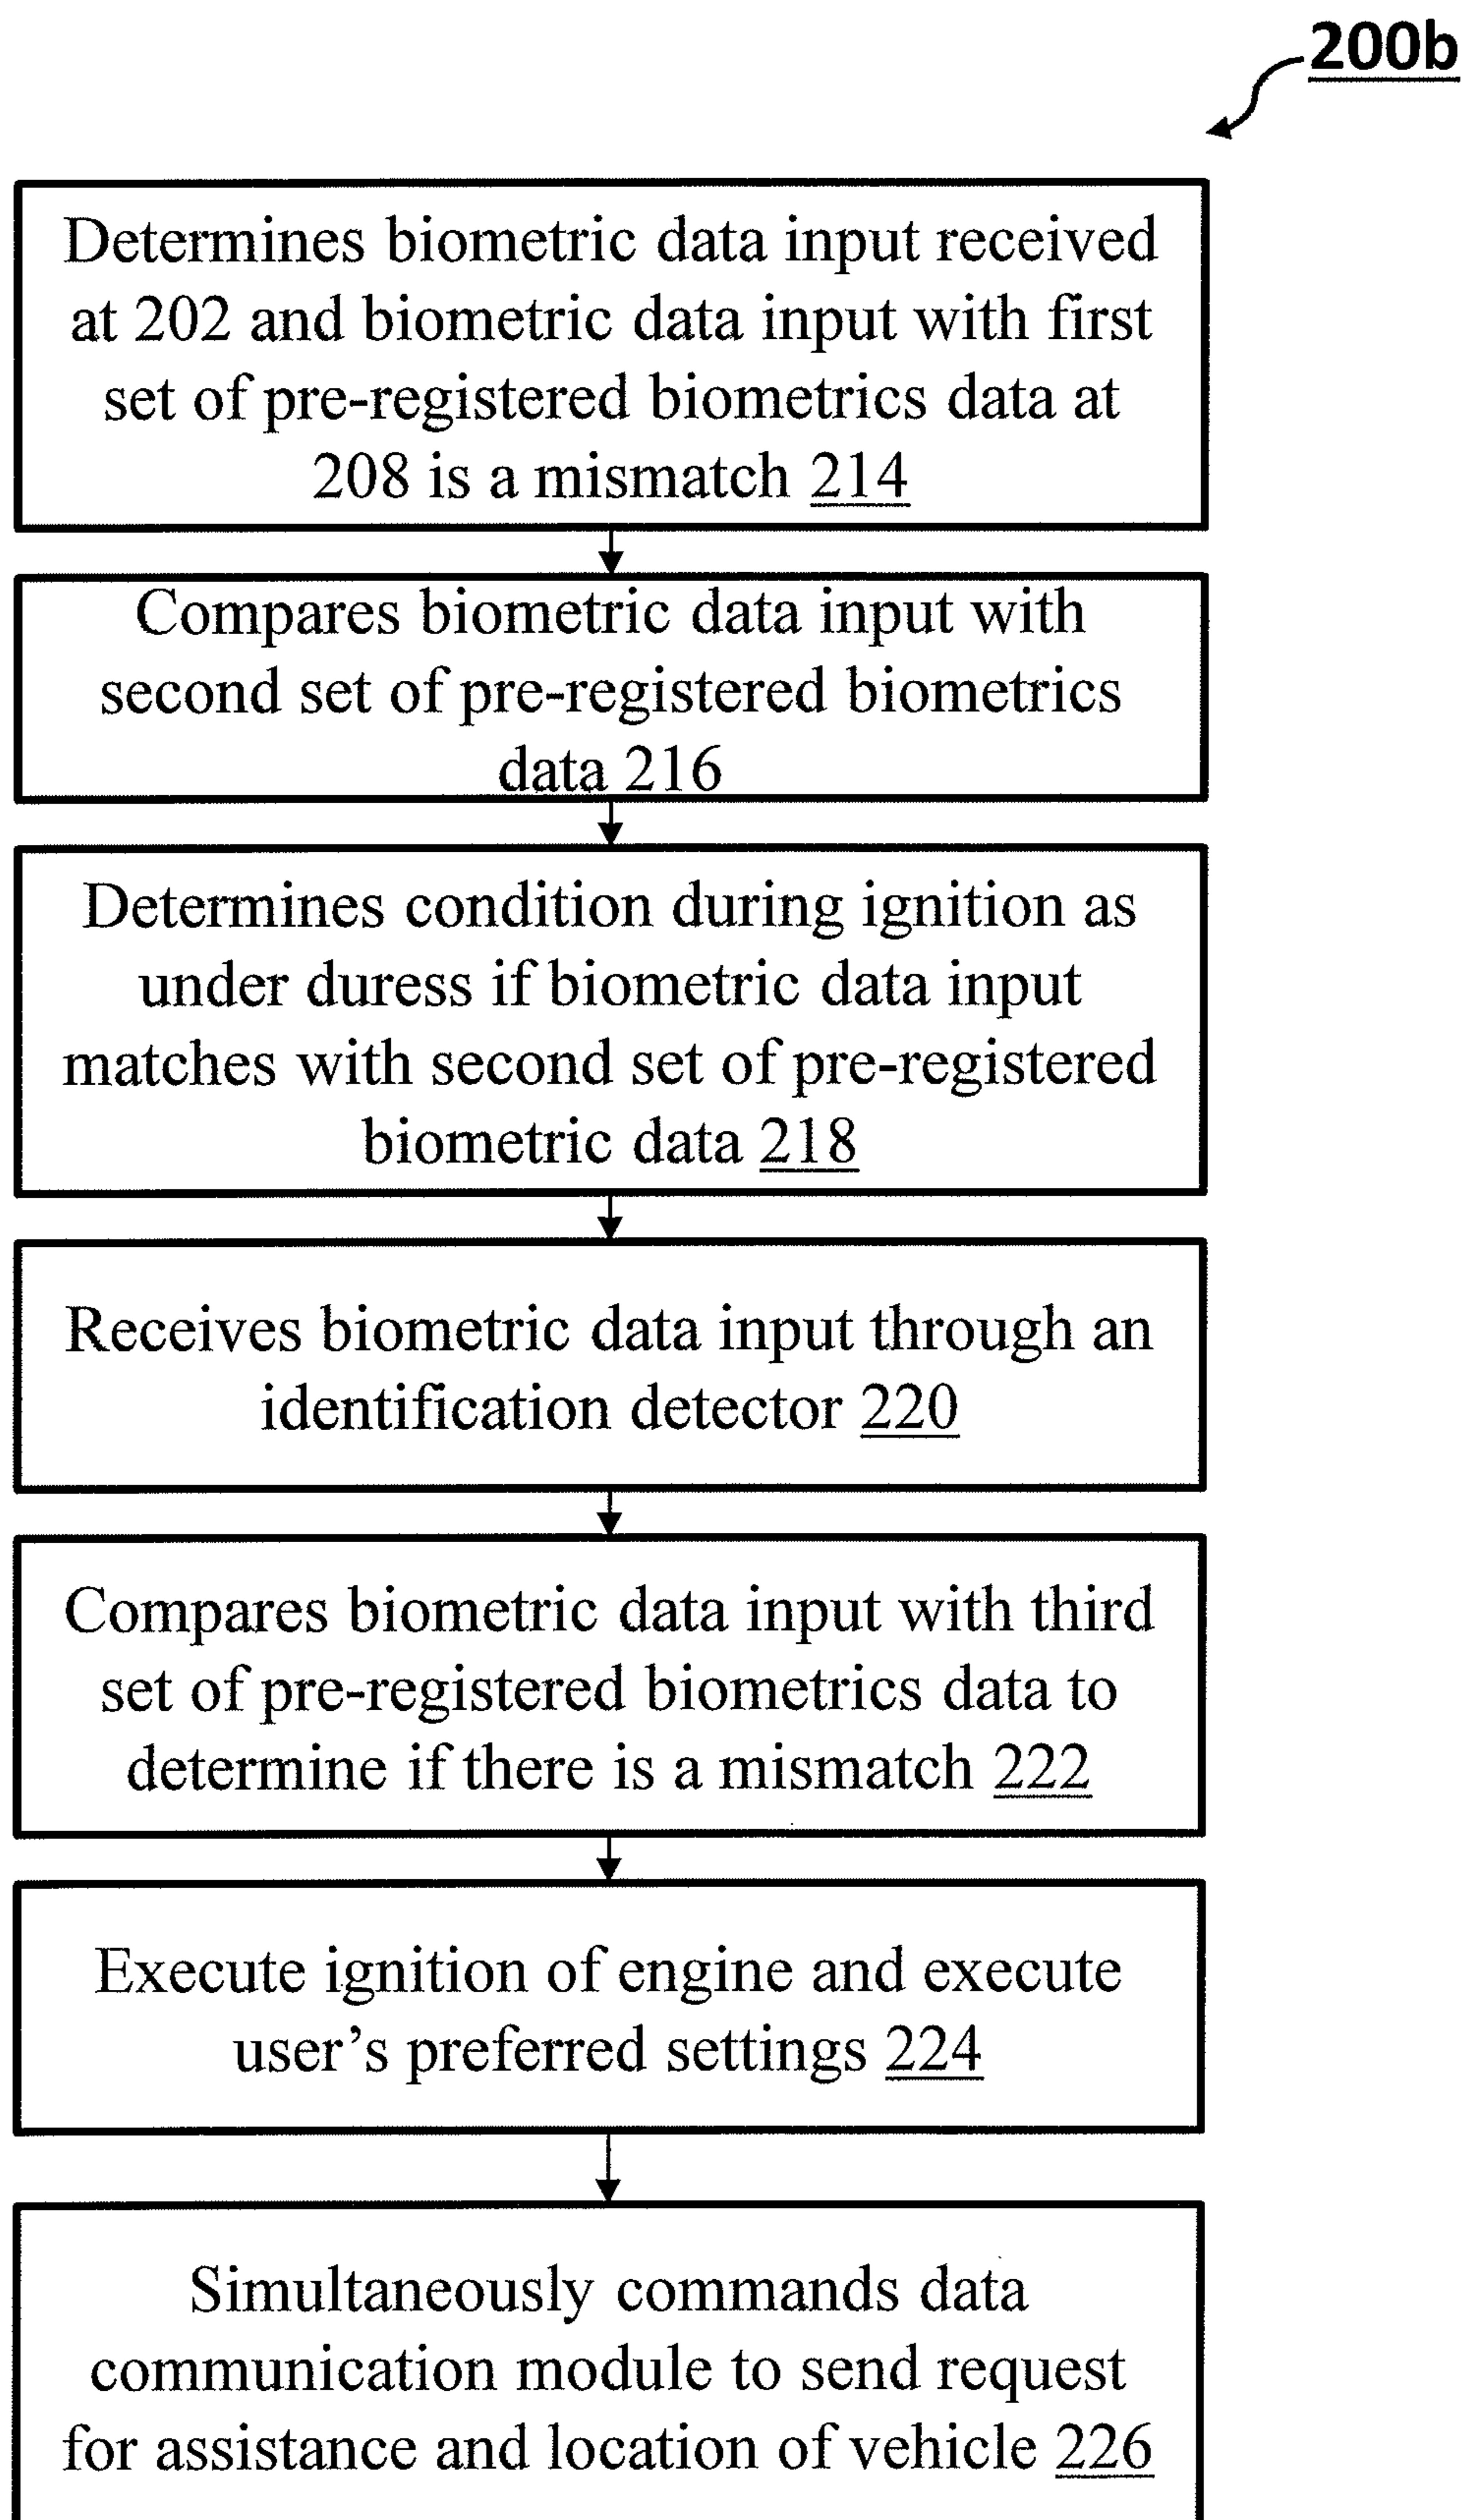 200b
Determines biometric data input received
at 202 and biometric data input with first
set of pre-registered biometrics data at
208 is a mismatch 214
Compares biometric data input with
second set of pre-registered biometrics
data 216
Determines condition during ignition as
under duress if biometric data input
matches with second set of pre-registered
biometric data 218
Receives biometric data input through an
identification detector 220
Compares biometric data input with third
set of pre-registered biometrics data to
determine if there is a mismatch 222
Execute ignition of engine and execute
user’s preferred settings 224
Simultaneously commands data
communication module to send request
for assistance and location of vehicle 226